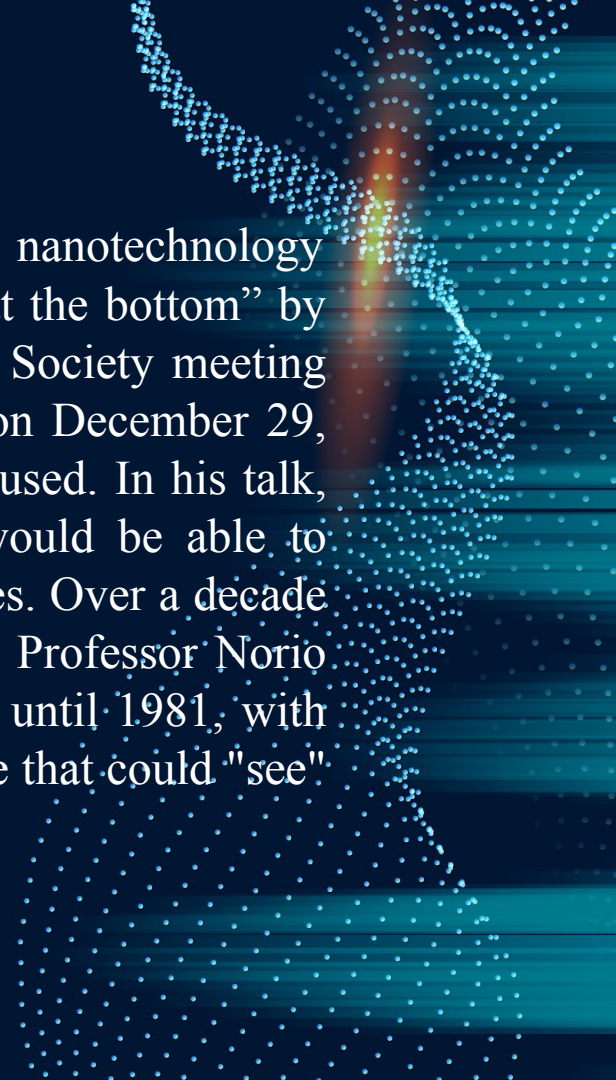 nanotechnology
t the bottom” by
Society meeting
on December 29,
used. In his talk,
would be able to
es. Over a decade
Professor Norio
until 1981, with
e that could "see"